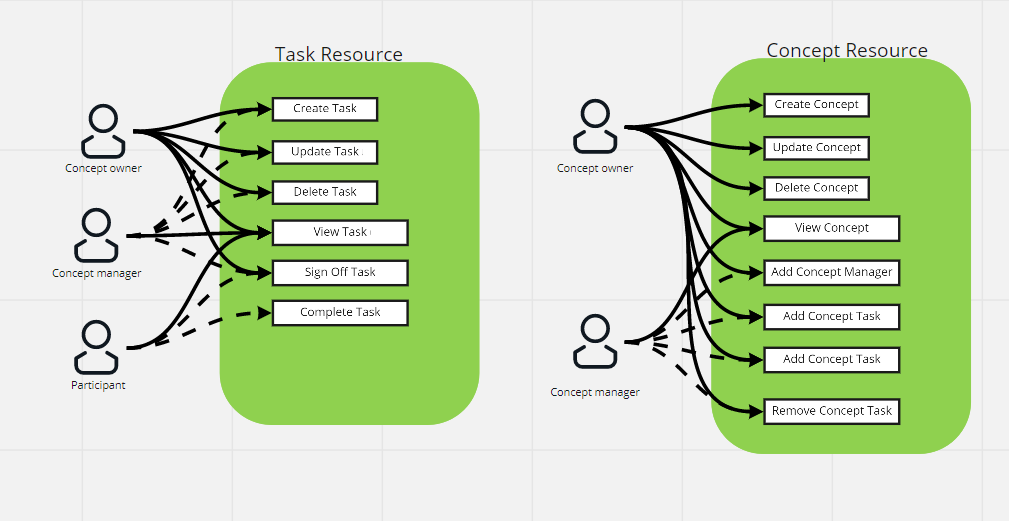 Task Resource
Create Task
Update Task
Delete Task
View Task
Sign Off Task
Complete Task
Concept owner
Concept manager
Participant
Concept Resource
Create Concept
Update Concept
Delete Concept
View Concept
Add Concept Manager
Add Concept Task
Add Concept Task
Remove Concept Task
Concept owner
Concept manager